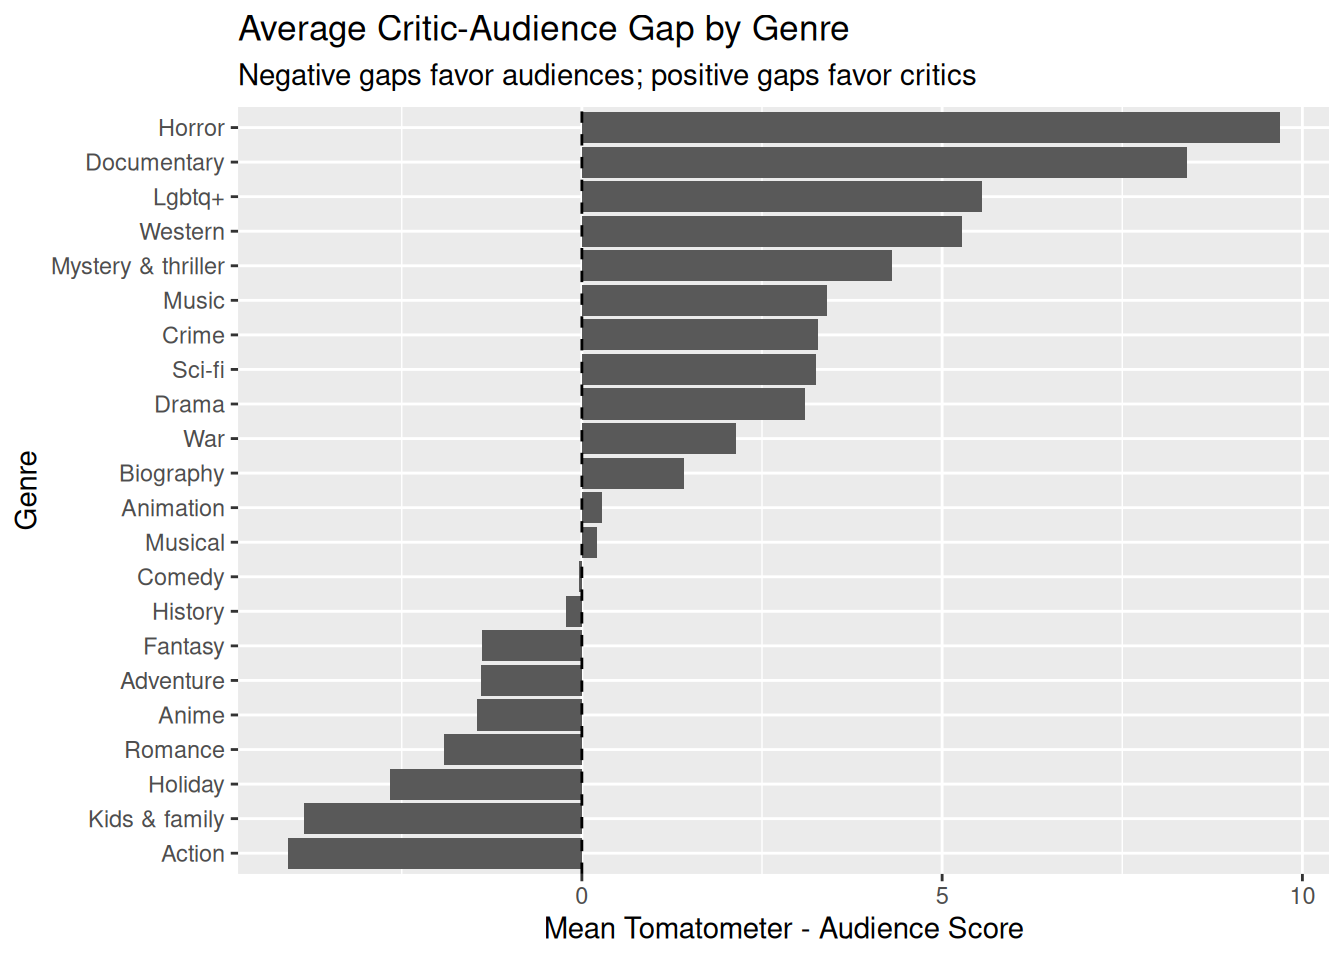 Average Critic-Audience Gap by Genre
Negative gaps favor audiences; positive gaps favor critics
Genre
Horror
Documentary
Lgbtq+
Western
Mystery & thriller
Music
Crime
Sci-fi
Drama
War
Biography
Animation
Musical
Comedy
History
Fantasy
Adventure
Anime
Romance
Holiday
Kids & family
Action
0 5 10
Mean Tomatometer - Audience Score